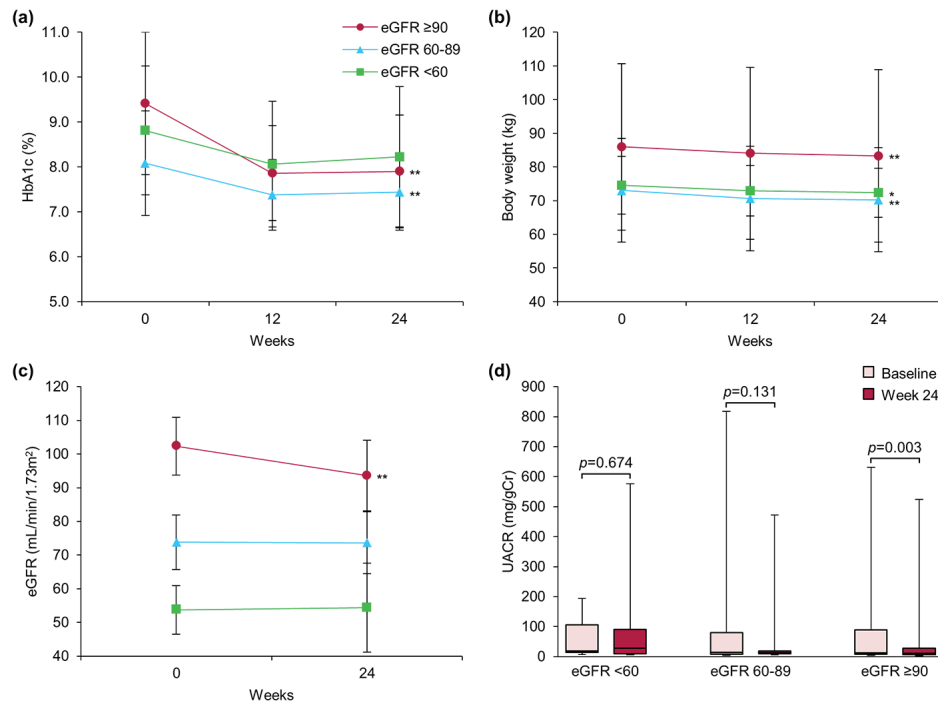 (a)
eGFR ≥90
eGFR 60-89
eGFR <60
11.0
10.0
9.0
8.0
7.0
6.0
5.0
HbA1c (%)
**
**
0 12 24
Weeks
(b)
120
110
100
90
80
70
60
50
40
Body weight (kg)
**
*
**
0 12 24
Weeks
(c)
120
110
100
90
80
70
60
50
40
eGFR (mL/min/1.73m²)
**
0 24
Weeks
(d)
Baseline
Week 24
900
800
700
600
500
400
300
200
100
0
UACR (mg/gCr)
p=0.674
p=0.131
p=0.003
eGFR <60 eGFR 60-89 eGFR ≥90